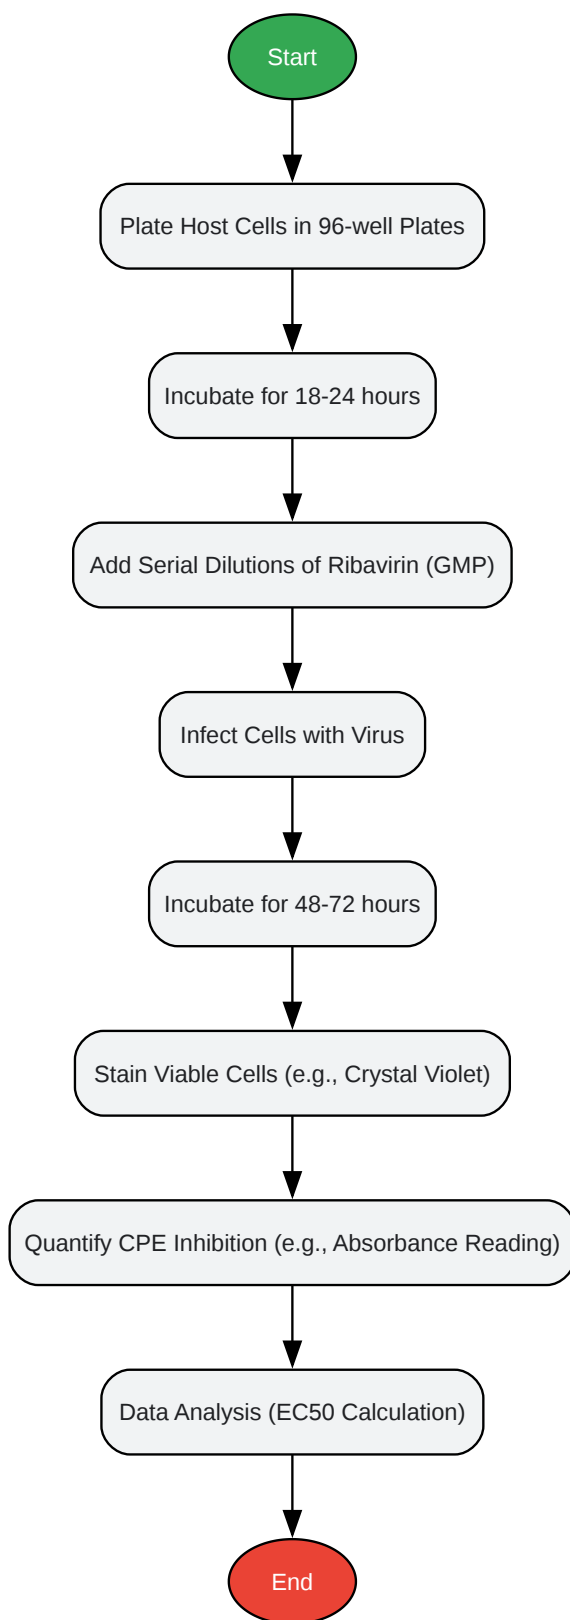 Start
Plate Host Cells in 96-well Plates
Incubate for 18-24 hours
Add Serial Dilutions of Ribavirin (GMP)
Infect Cells with Virus
Incubate for 48-72 hours
Stain Viable Cells (e.g., Crystal Violet)
Quantify CPE Inhibition (e.g., Absorbance Reading)
Data Analysis (EC50 Calculation)
End